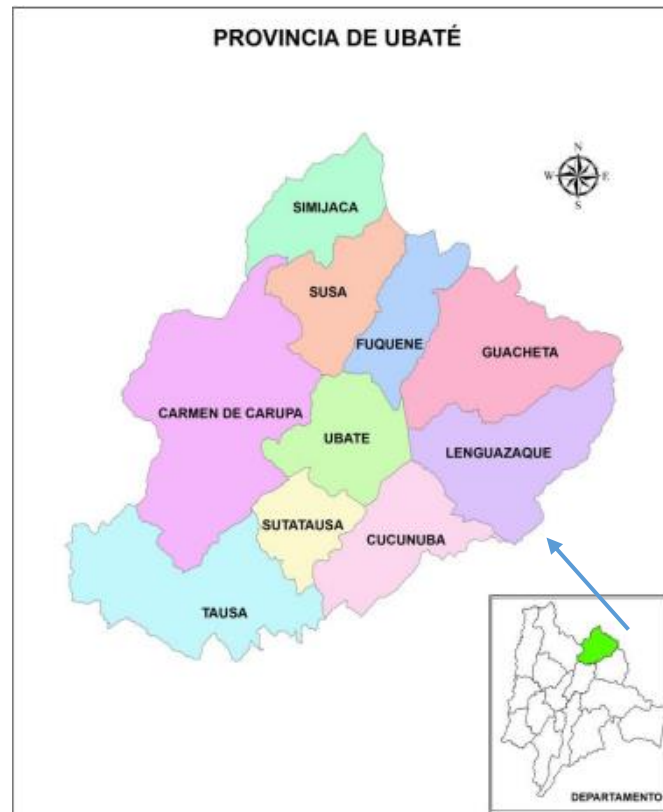 PROVINCIA DE UBATÉ
N
W
E
S
SIMIJACA
SUSA
FUQUENE
GUACHETA
CARMEN DE CARUPA
UBATE
LENGUAZAQUE
SUTATAUSA
CUCUNUBA
TAUSA
DEPARTAMENTO